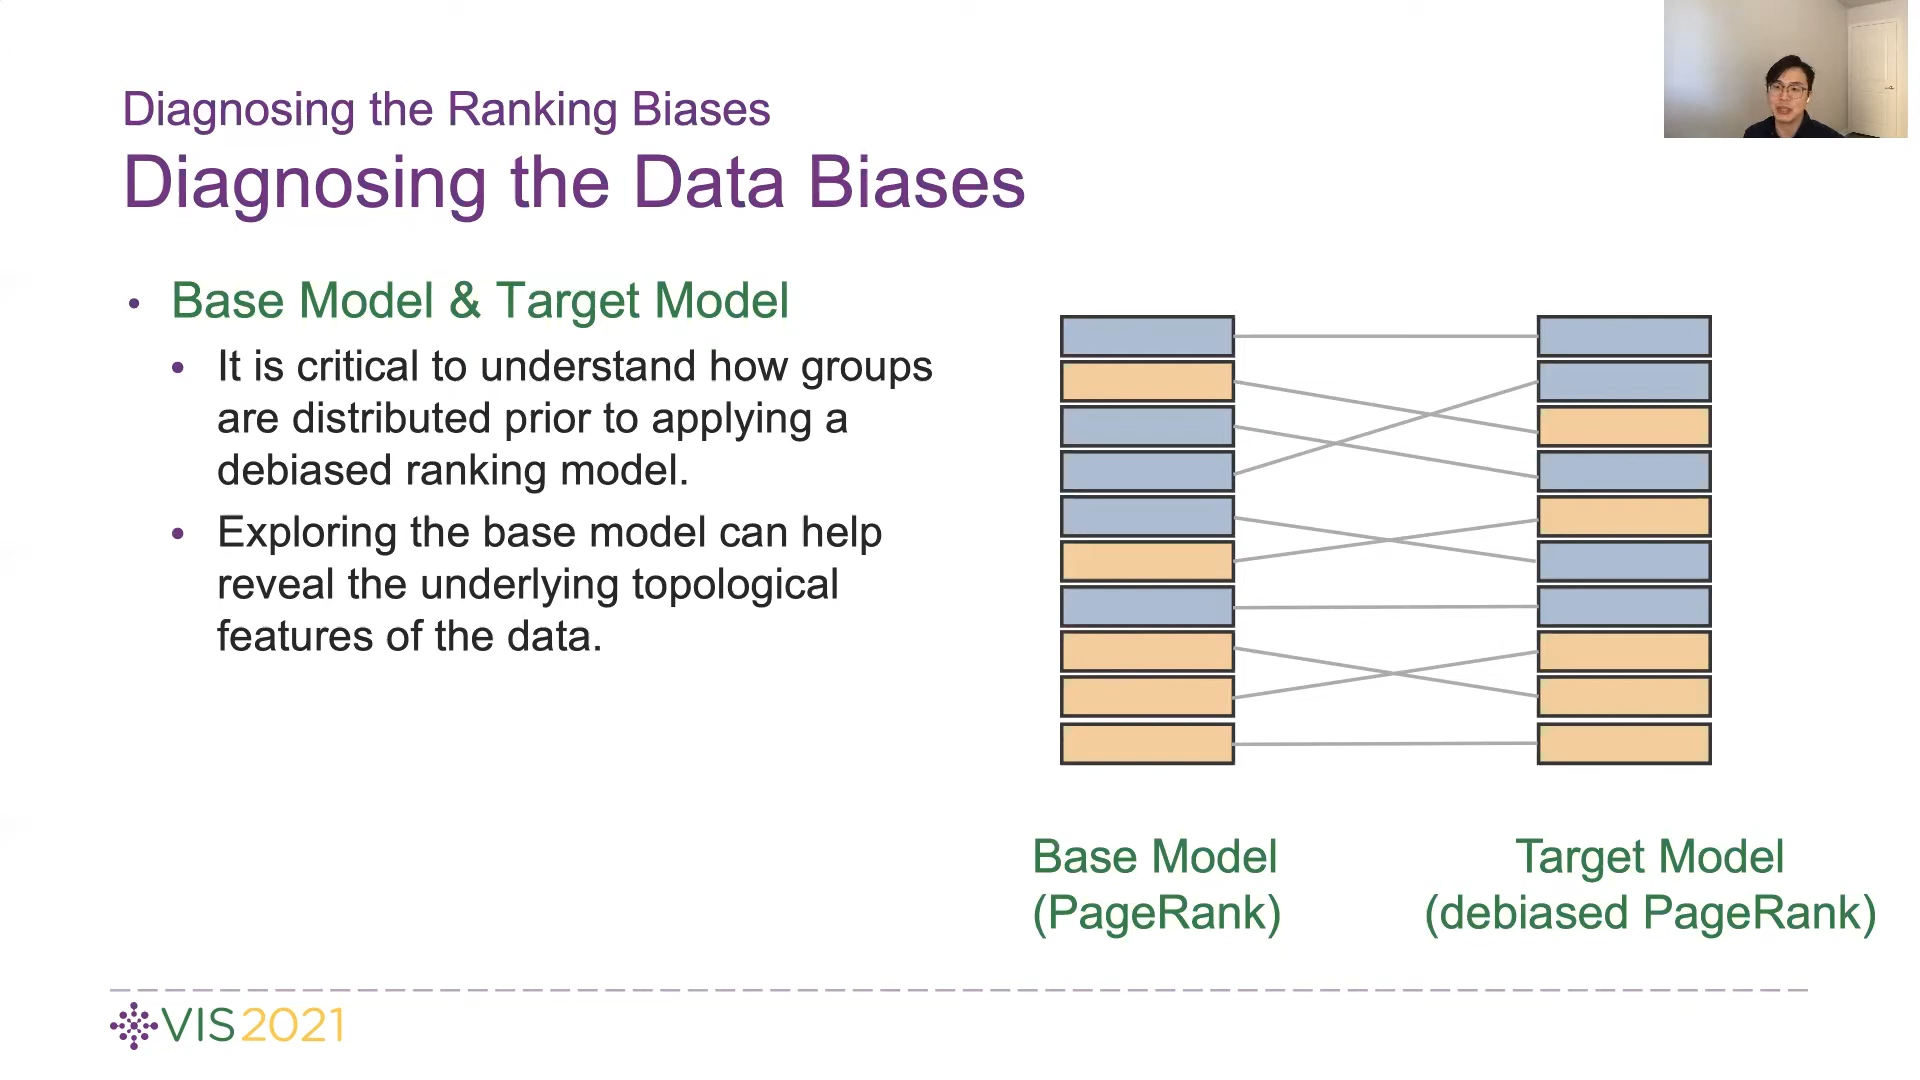 Diagnosing the Ranking Biases
Diagnosing the Data Biases
• Base Model & Target Model
• It is critical to understand how groups
are distributed prior to applying a
debiased ranking model.
• Exploring the base model can help
reveal the underlying topological
features of the data.
Base Model
(PageRank)
Target Model
(debiased PageRank)
VIS2021